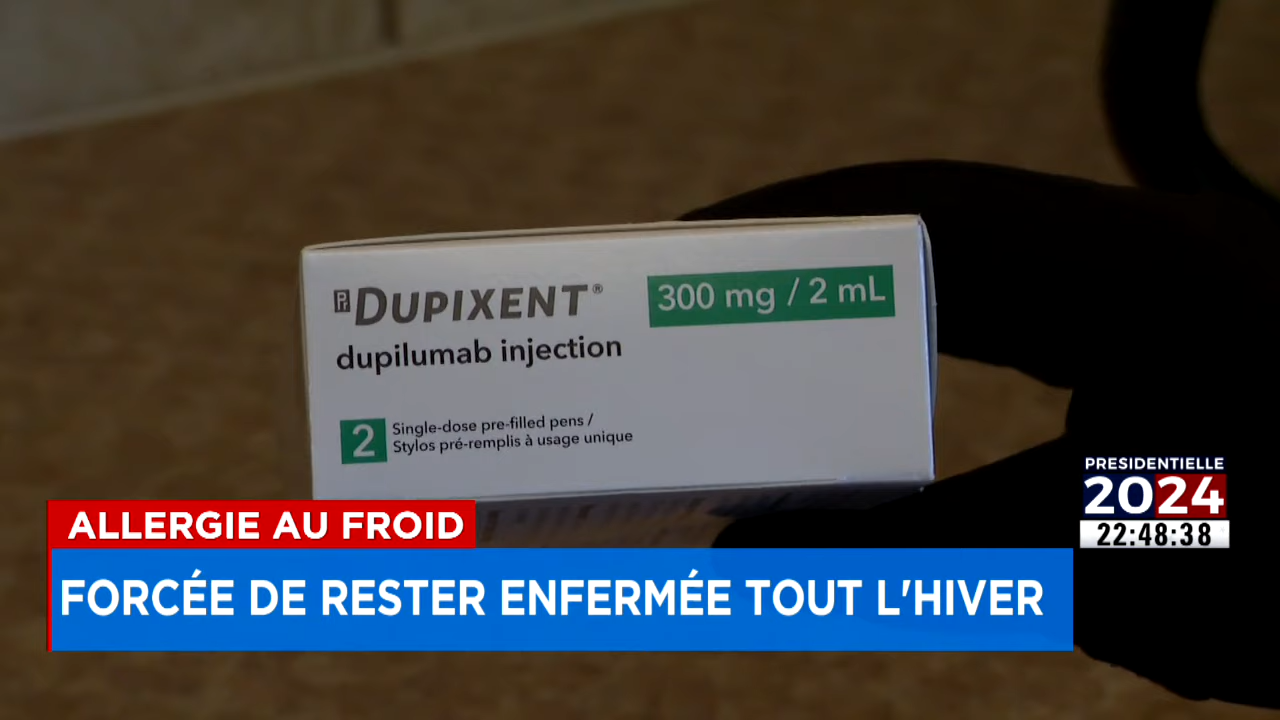 Pr DUPIXENT®
300 mg / 2 mL
dupilumab injection
2
Single-dose pre-filled pens /
Stylos pré-remplis à usage unique
PRESIDENTIELLE
2024
22:48:38
ALLERGIE AU FROID
FORCÉE DE RESTER ENFERMÉE TOUT L'HIVER